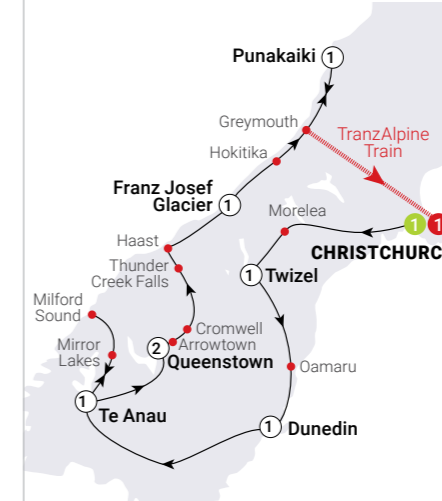 Punakaiki
1
Greymouth
TranzAlpine
Train
Hokitika
Franz Josef
Glacier
1
Morelea
1
1
CHRISTCHURC
Haast
Thunder
Creek Falls
1
Twizel
Milford
Sound
Cromwell
Arrowtown
Mirror
Lakes
2
Queenstown
Oamaru
1
Te Anau
1
Dunedin